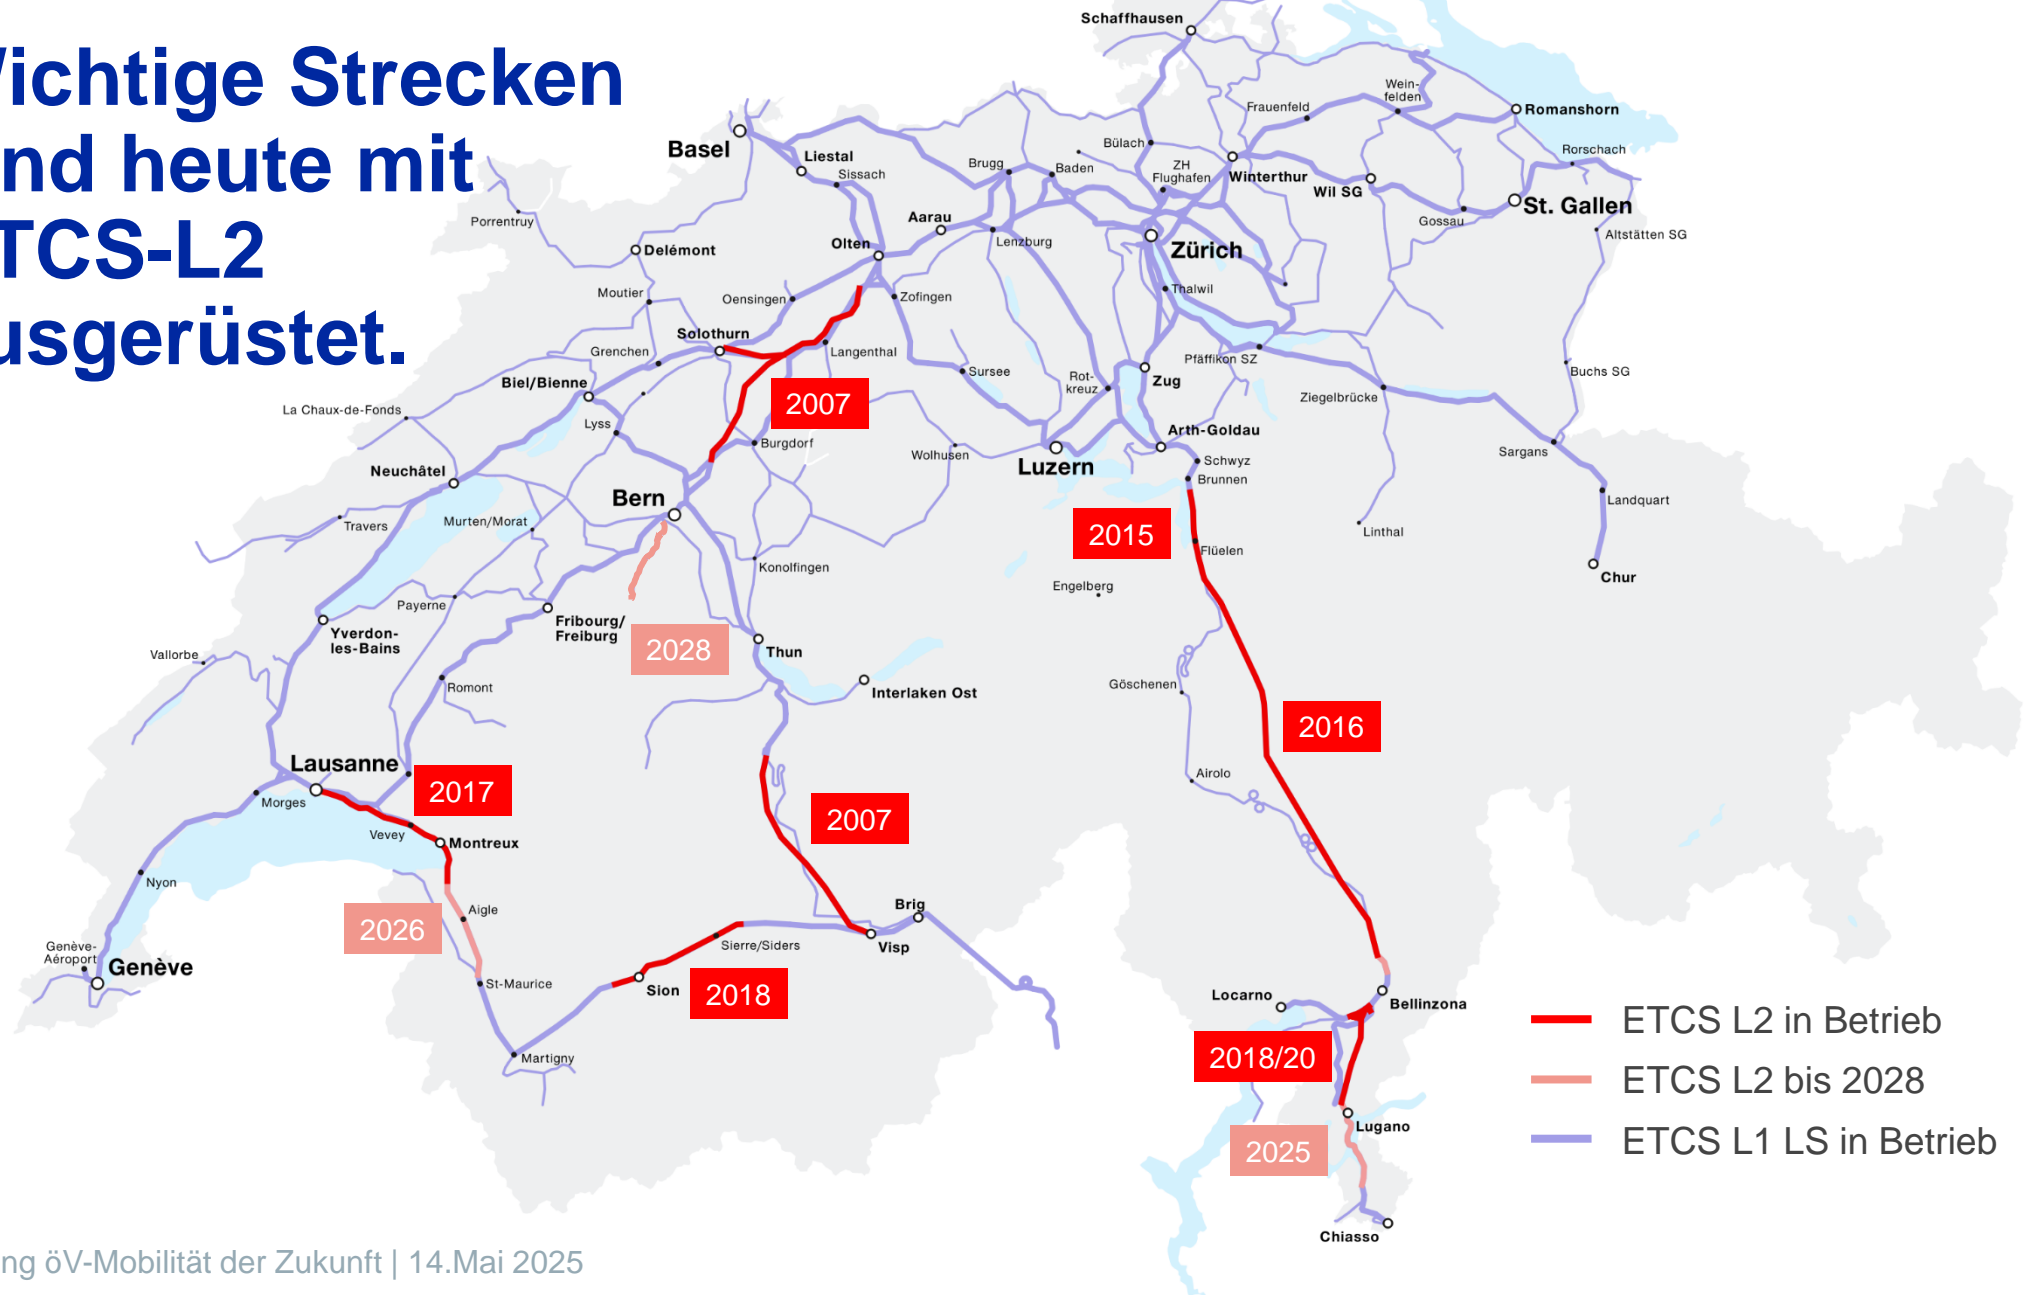 Wichtige Strecken
nd heute mit
TCS-L2
usgerüstet.
Schaffhausen
Wein-
felden
Frauenfeld
Romanshorn
Basel
Liestal
Sissach
Brugg
Baden
Bülach
ZH
Flughafen
Winterthur
Wil SG
Rorschach
St. Gallen
Gossau
Altstätten SG
Porrentruy
Delémont
Aarau
Olten
Lenzburg
Zürich
Moutier
Oensingen
Zofingen
Thalwil
Solothurn
Grenchen
Langenthal
Pfäffikon SZ
Buchs SG
Biel/Bienne
Sursee
Rot-
kreuz
Zug
Ziegelbrücke
2007
La Chaux-de-Fonds
Lyss
Burgdorf
Wolhusen
Luzern
Arth-Goldau
Schwyz
Brunnen
Sargans
Neuchâtel
Bern
Landquart
Travers
Murten/Morat
2015
Flüelen
Linthal
Konolfingen
Engelberg
Chur
Payerne
Fribourg/
Freiburg
Yverdon-
les-Bains
2028
Thun
Vallorbe
Romont
Interlaken Ost
Göschenen
2016
Lausanne
Airolo
2017
Morges
Vevey
Montreux
2007
Nyon
Aigle
2026
Brig
Genève-
Aéroport
Genève
Sierre/Siders
Visp
St-Maurice
Sion
2018
Locarno
Bellinzona
Martigny
2018/20
Lugano
2025
Chiasso
ETCS L2 in Betrieb
ETCS L2 bis 2028
ETCS L1 LS in Betrieb
ng öV-Mobilität der Zukunft | 14.Mai 2025